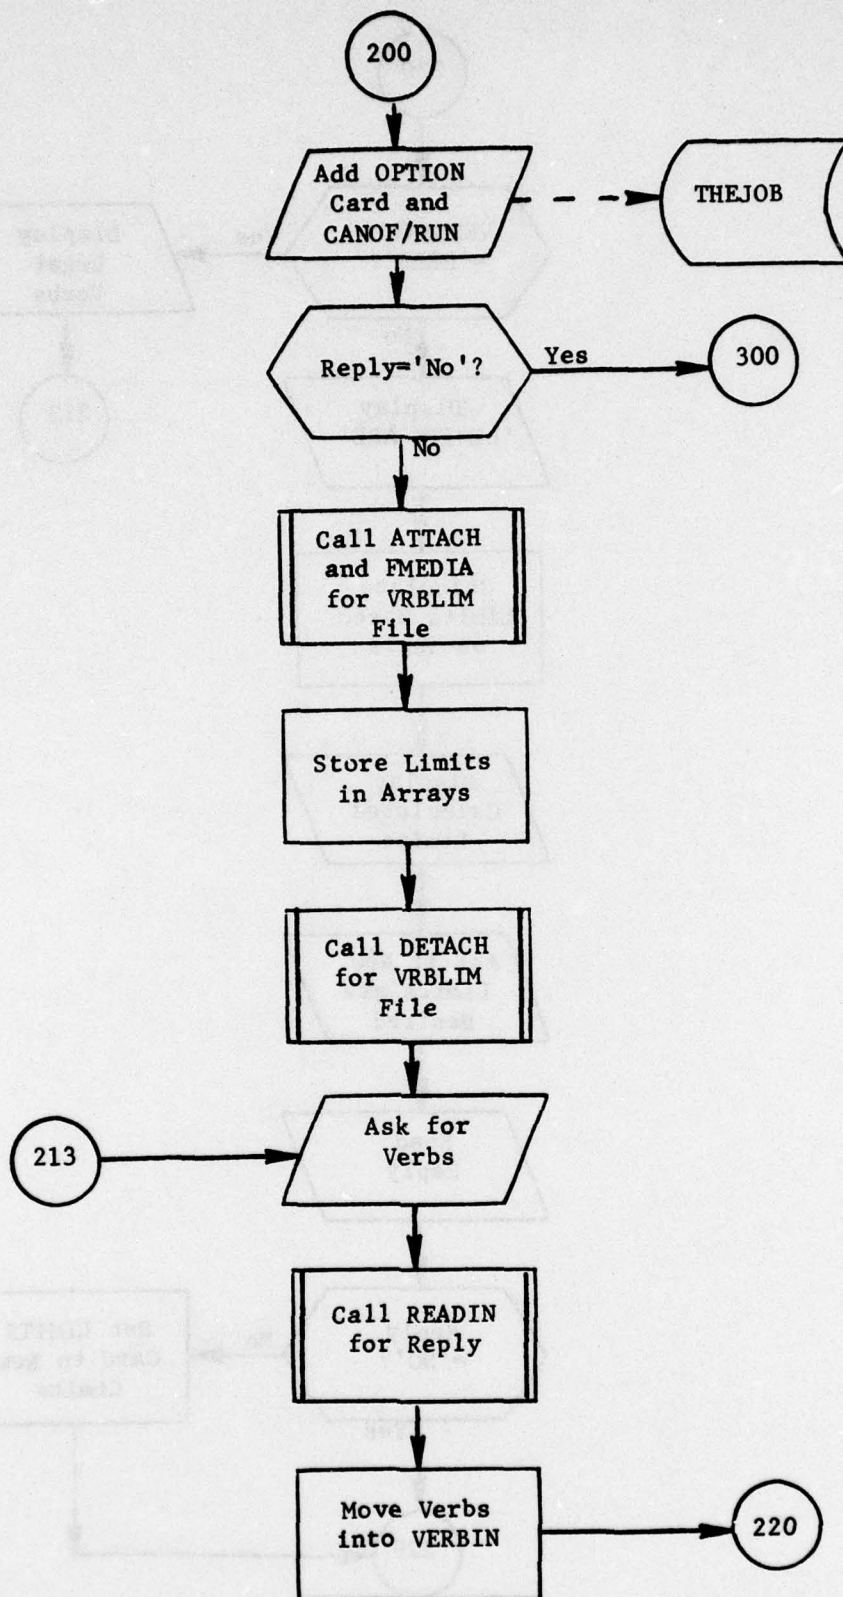 200
Add OPTION
Card and
CANOF/RUN
THEJOB
Reply='No'?
Yes
300
No
Call ATTACH
and FMEDIA
for VRBLIM
File
Store Limits
in Arrays
Call DETACH
for VRBLIM
File
Ask for
Verbs
213
Call READIN
for Reply
Move Verbs
into VERBIN
220